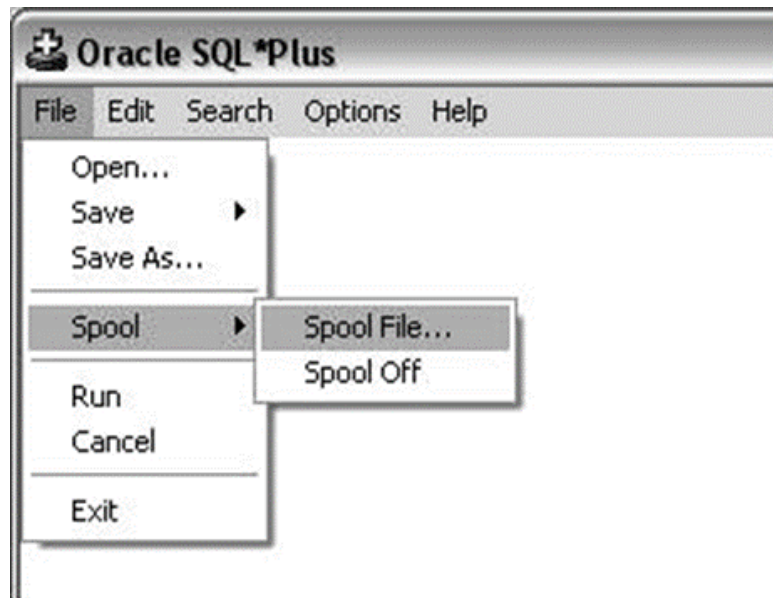 Oracle SQL*Plus
File Edit Search Options Help
Open...
Save
Save As...
Spool
Spool File...
Spool Off
Run
Cancel
Exit